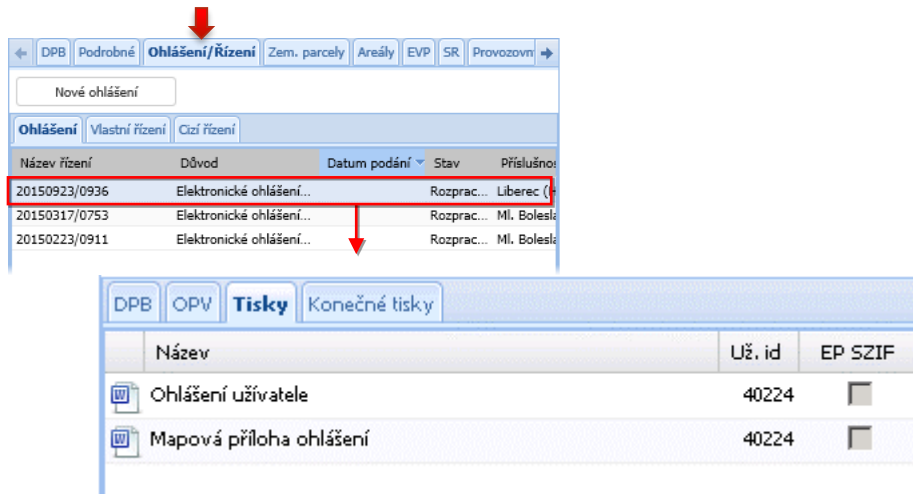 DPB Podrobné Ohlášení/Řízení Zem. parcely Areály EVP SR Provozovn
Nové ohlášení
Ohlášení Vlastní řízení Cizí řízení
Název řízení Důvod Datum podání Stav Příslušnos
20150923/0936 Elektronické ohlášení... Rozprac... Liberec (
20150317/0753 Elektronické ohlášení... Rozprac... Ml. Bolesla
20150223/0911 Elektronické ohlášení... Rozprac... Ml. Bolesla
DPB OPV Tisky Konečné tisky
Název Už. id EP SZIF
Ohlášení užívatele 40224
Mapová příloha ohlášení 40224